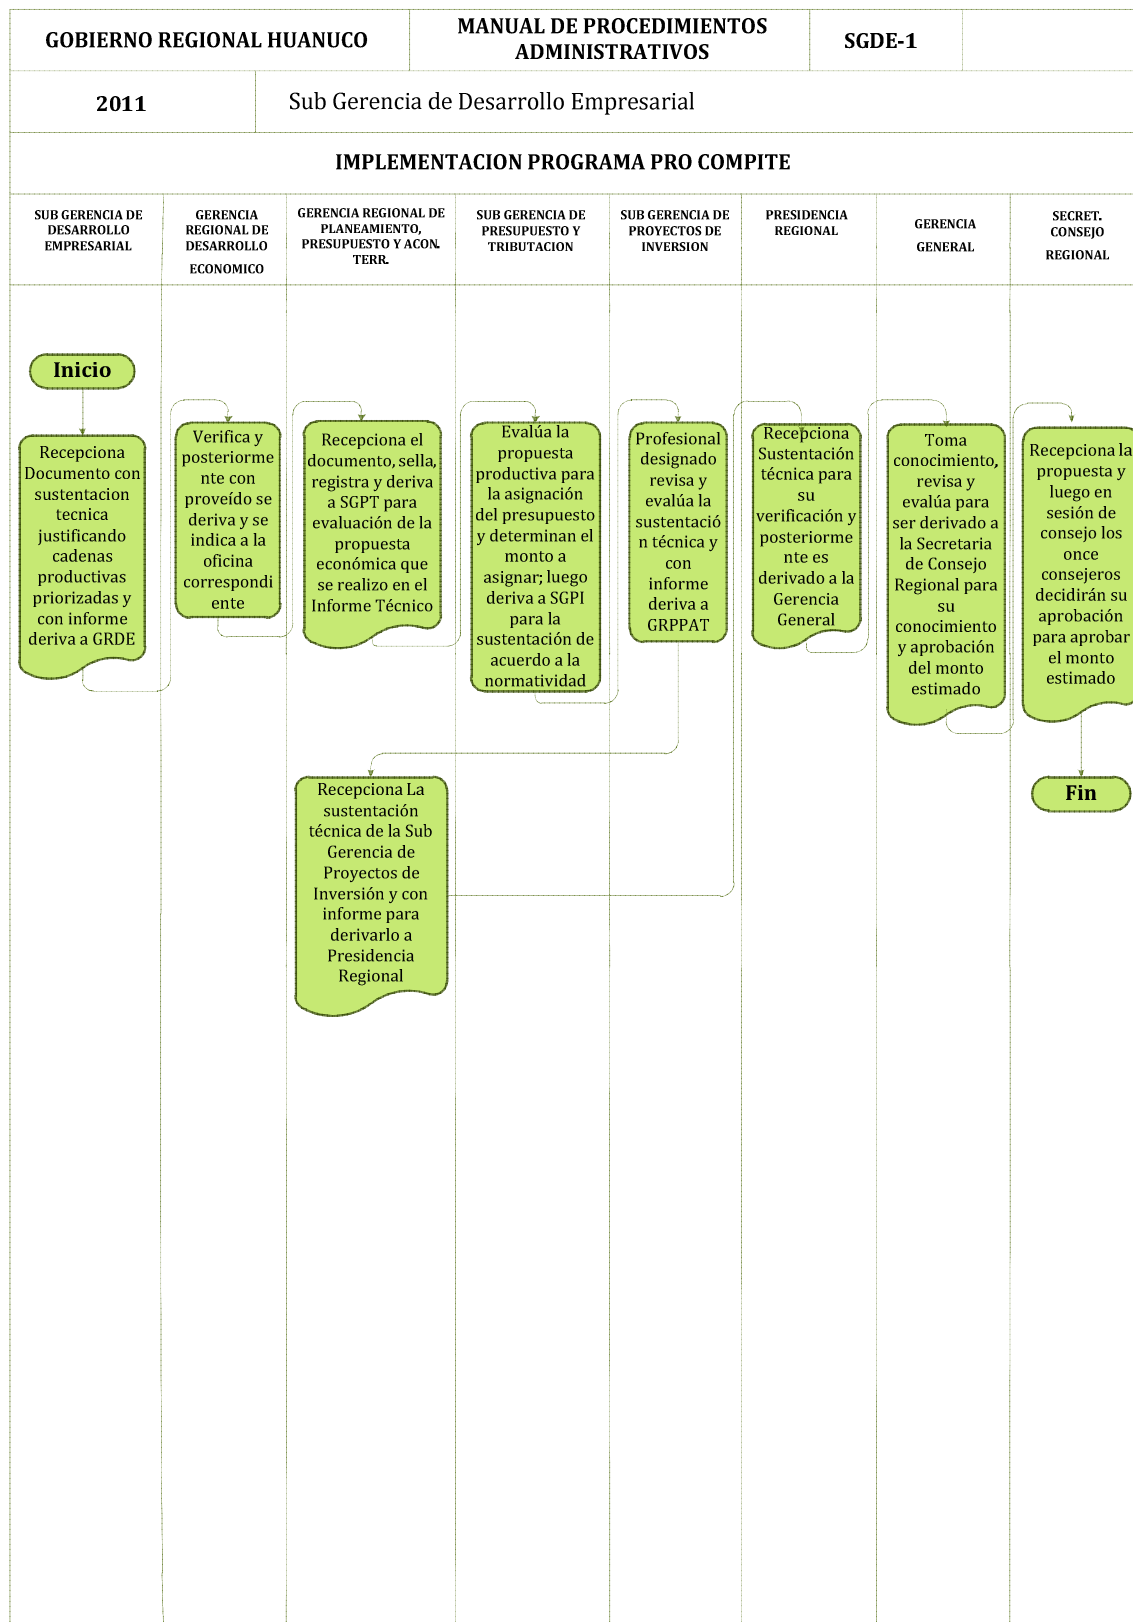 GOBIERNO REGIONAL HUANUCO
MANUAL DE PROCEDIMIENTOS
ADMINISTRATIVOS
SGDE-1
2011
Sub Gerencia de Desarrollo Empresarial
IMPLEMENTACION PROGRAMA PRO COMPITE
SUB GERENCIA DE
DESARROLLO
EMPRESARIAL
GERENCIA
REGIONAL DE
DESARROLLO
ECONOMICO
GERENCIA REGIONAL DE
PLANEAMIENTO,
PRESUPUESTO Y ACON.
TERR.
SUB GERENCIA DE
PRESUPUESTO Y
TRIBUTACION
SUB GERENCIA DE
PROYECTOS DE
INVERSION
PRESIDENCIA
REGIONAL
GERENCIA
GENERAL
SECRET.
CONSEJO
REGIONAL
Inicio
Recepciona
Documento con
sustentacion
tecnica
justificando
cadenas
productivas
priorizadas y
con informe
deriva a GRDE
Verifica y
posteriorme
nte con
proveído se
deriva y se
indica a la
oficina
correspondi
ente
Recepciona el
documento, sella,
registra y deriva
a SGPT para
evaluación de la
propuesta
económica que
se realizo en el
Informe Técnico
Evalúa la
propuesta
productiva para
la asignación
del presupuesto
y determinan el
monto a
asignar; luego
deriva a SGPI
para la
sustentación de
acuerdo a la
normatividad
Profesional
designado
revisa y
evalúa la
sustentació
n técnica y
con
informe
deriva a
GRPPAT
Recepciona
Sustentación
técnica para
su
verificación y
posteriorme
nte es
derivado a la
Gerencia
General
Toma
conocimiento,
revisa y
evalúa para
ser derivado a
la Secretaria
de Consejo
Regional para
su
conocimiento
y aprobación
del monto
estimado
Recepciona la
propuesta y
luego en
sesión de
consejo los
once
consejeros
decidirán su
aprobación
para aprobar
el monto
estimado
Recepciona La
sustentación
técnica de la Sub
Gerencia de
Proyectos de
Inversión y con
informe para
derivarlo a
Presidencia
Regional
Fin